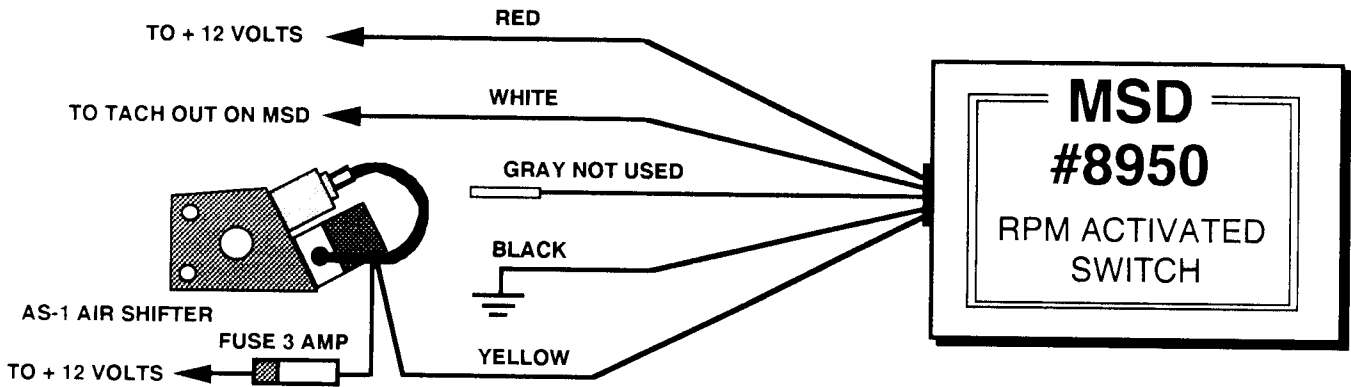 RED
TO + 12 VOLTS
WHITE
TO TACH OUT ON MSD
GRAY NOT USED
BLACK
AS-1 AIR SHIFTER
FUSE 3 AMP
TO + 12 VOLTS
YELLOW
MSD
#8950
RPM ACTIVATED
SWITCH